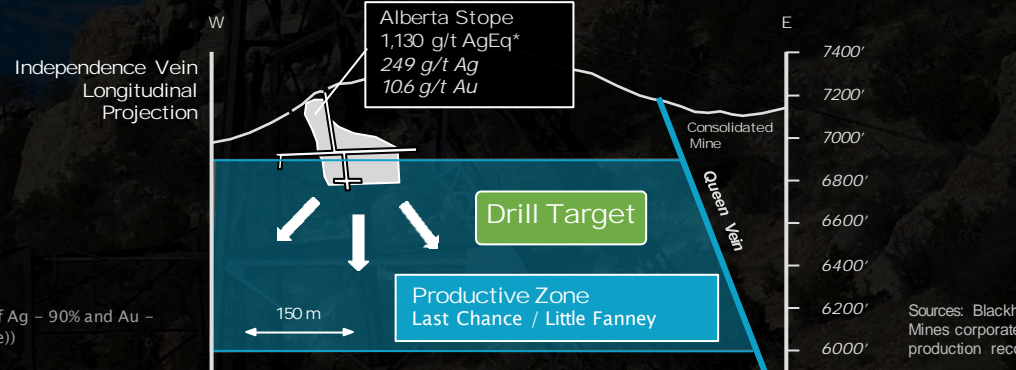 W
E
Alberta Stope
1,130 g/t AgEq*
249 g/t Ag
10.6 g/t Au
Independence Vein
Longitudinal
Projection
7400'
7200'
7000'
6800'
6600'
6400'
6200'
6000'
Consolidated
Mine
Queen Vein
Drill Target
Productive Zone
Last Chance / Little Fanney
150 m
f Ag – 90% and Au –
e))
Sources: Blackh
Mines corporate
production reco